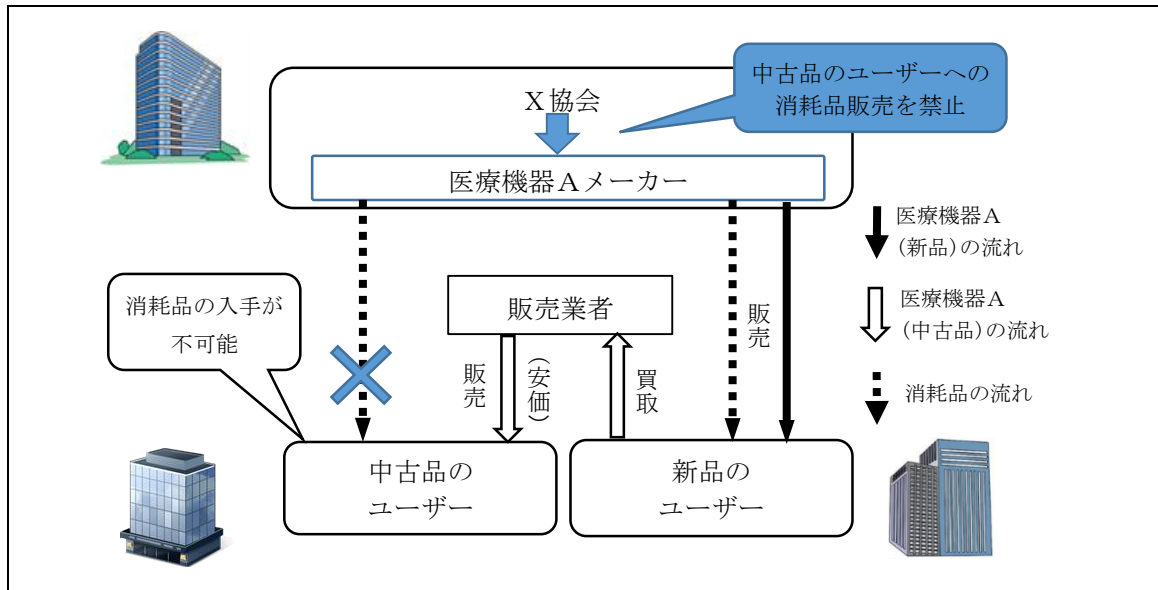 X協会
中古品のユーザーへの
消耗品販売を禁止
医療機器Aメーカー
医療機器A
(新品)の流れ
消耗品の入手が
不可能
販売業者
販売
医療機器A
(中古品)の流れ
販売
(安価)
買取
消耗品の流れ
中古品の
ユーザー
新品の
ユーザー